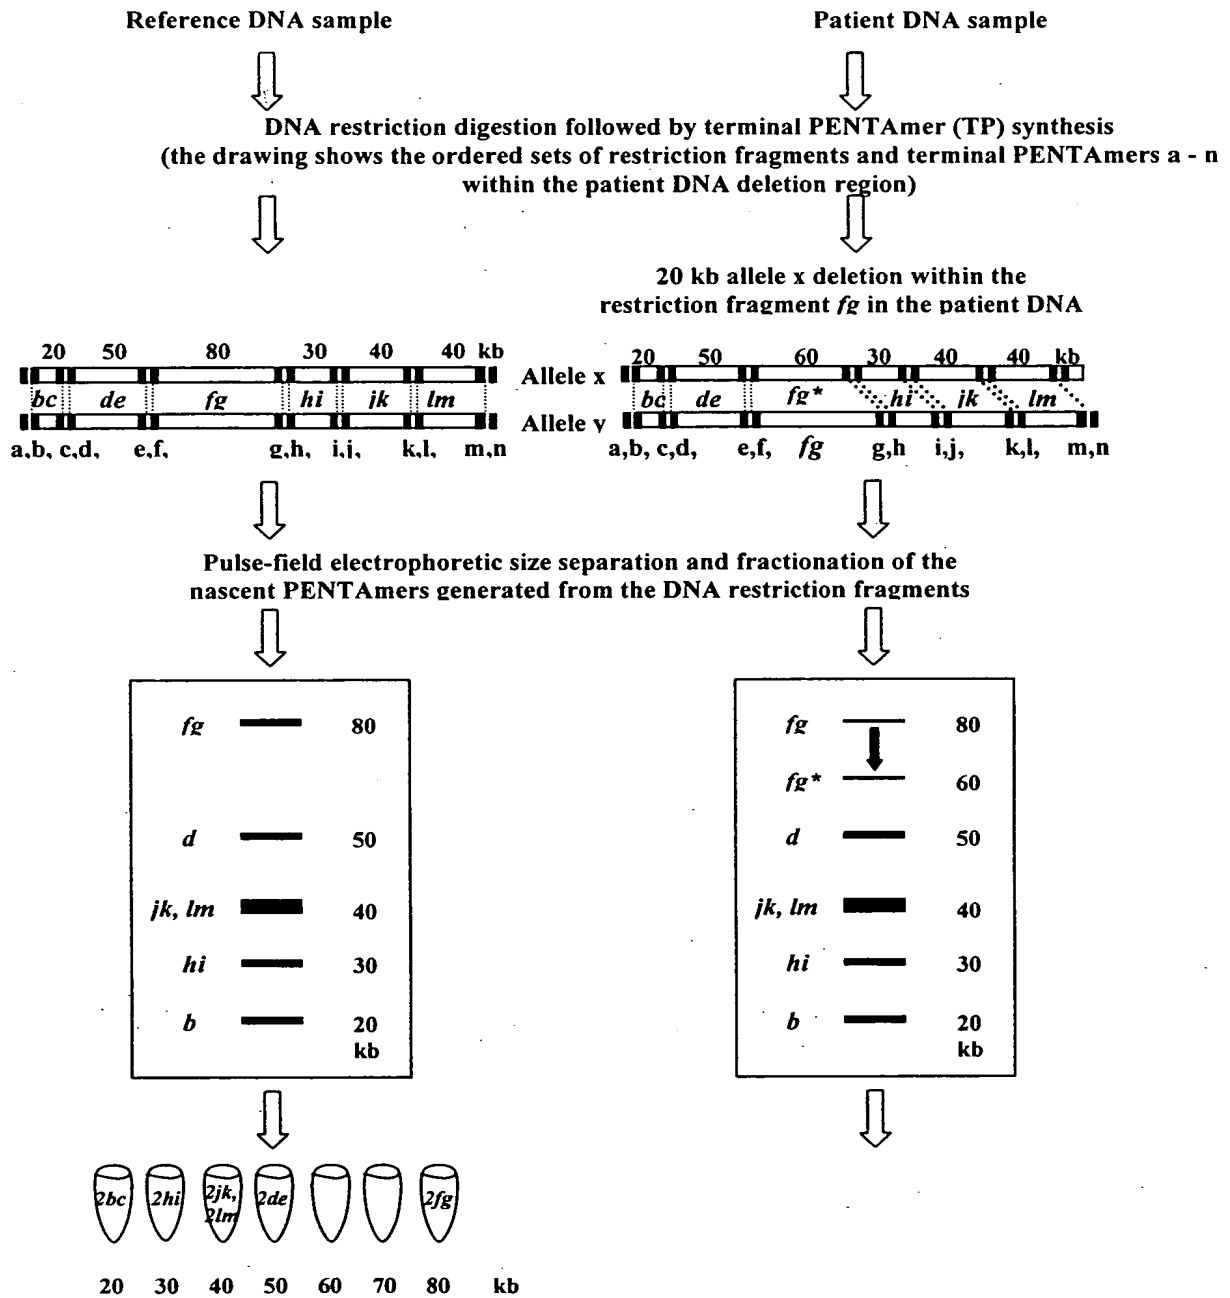 Reference DNA sample
Patient DNA sample
DNA restriction digestion followed by terminal PENTAmer (TP) synthesis
(the drawing shows the ordered sets of restriction fragments and terminal PENTAmers a - n
within the patient DNA deletion region)
20 kb allele x deletion within the
restriction fragment fg in the patient DNA
20 50 80 30 40 40 kb
Allele x
bc de fg hi jk lm
Allele y
a,b, c,d, e,f, g,h, i,j, k,l, m,n
20 50 60 30 40 40 kb
bc de fg* hi jk lm
a,b, c,d, e,f, fg g,h i,j, k,l, m,n
Pulse-field electrophoretic size separation and fractionation of the
nascent PENTAmers generated from the DNA restriction fragments
fg 80
d 50
jk, lm 40
hi 30
b 20
kb
fg 80
fg* 60
d 50
jk, lm 40
hi 30
b 20
kb
2bc 2hi 2jk, 2de 2fg
2lm
20 30 40 50 60 70 80 kb